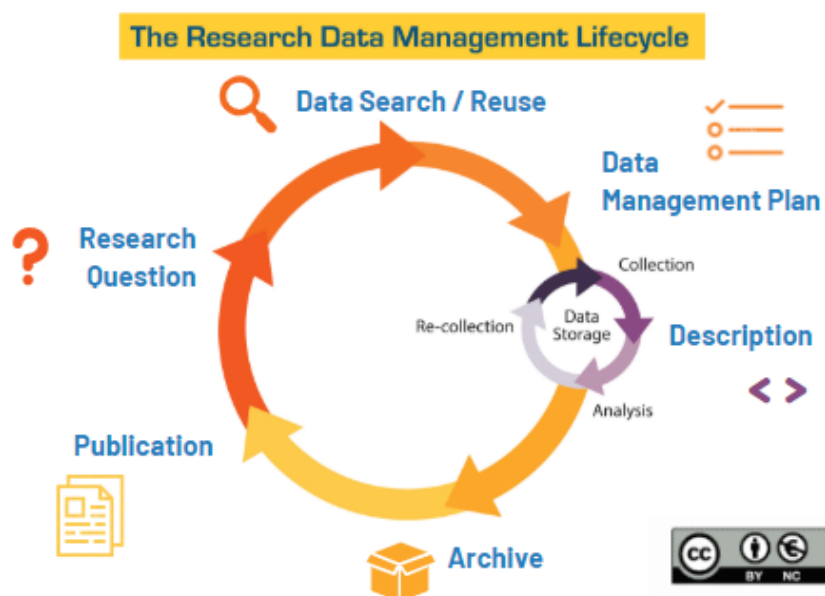 The Research Data Management Lifecycle
Data Search / Reuse
Data
Management Plan
Research
Question
?
Collection
Re-collection
Data
Storage
Description
< >
Analysis
Publication
Archive
cc
BY NC